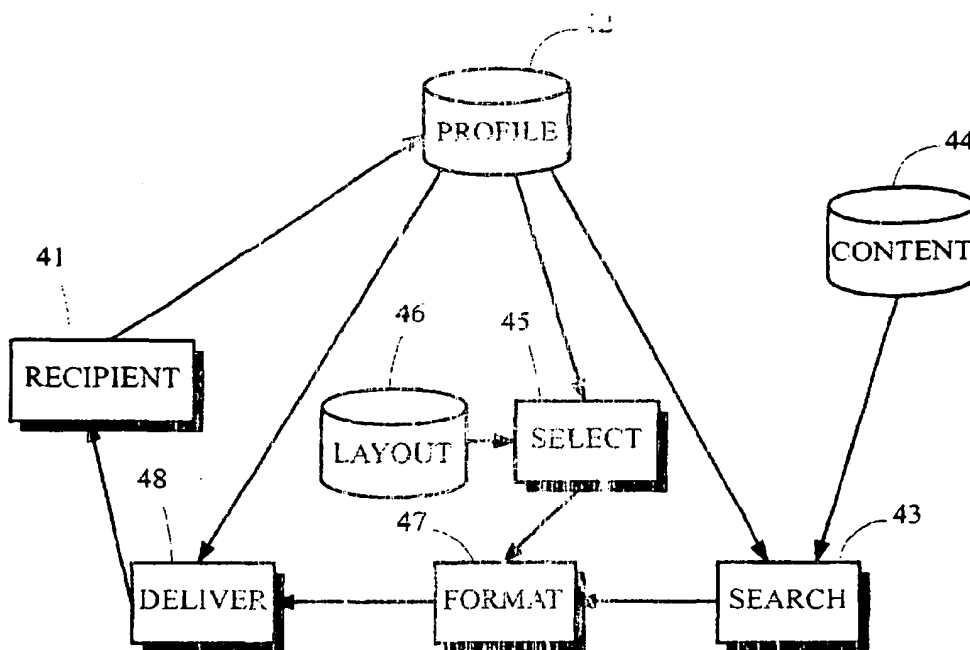 PROFILE
44
CONTENT
41
RECIPIENT
46
45
LAYOUT
SELECT
48
47
43
DELIVER
FORMAT
SEARCH